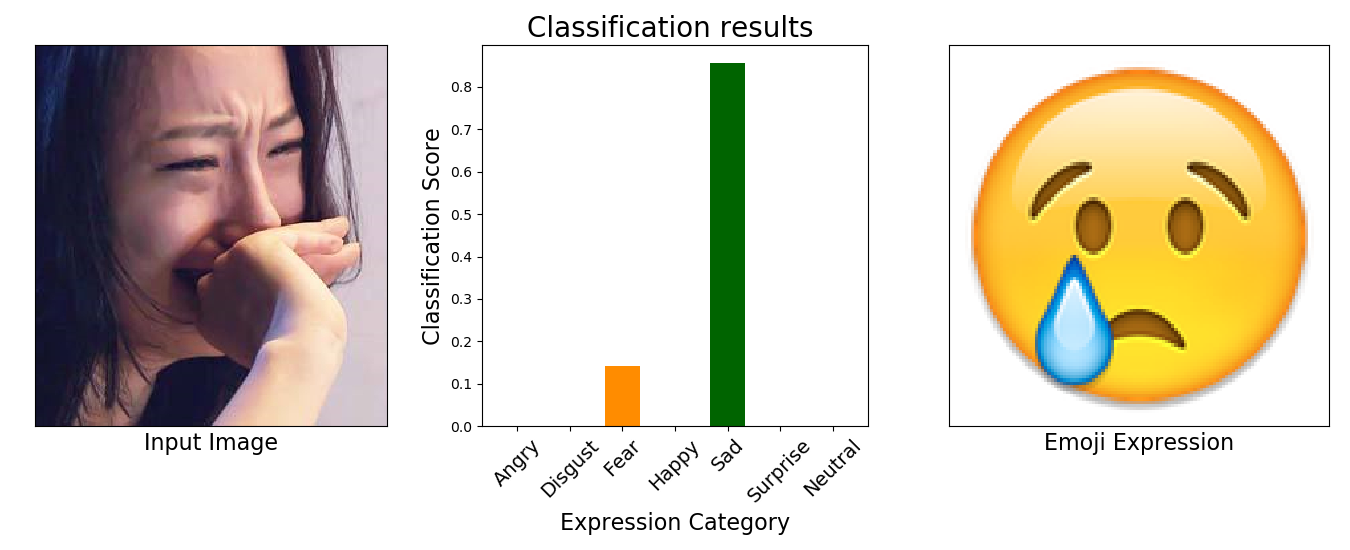 Classification results
Classification Score
0.8
0.7
0.6
0.5
0.4
0.3
0.2
0.1
0.0
Angry
Disgust
Fear
Happy
Sad
Surprise
Neutral
Expression Category
Input Image
Emoji Expression